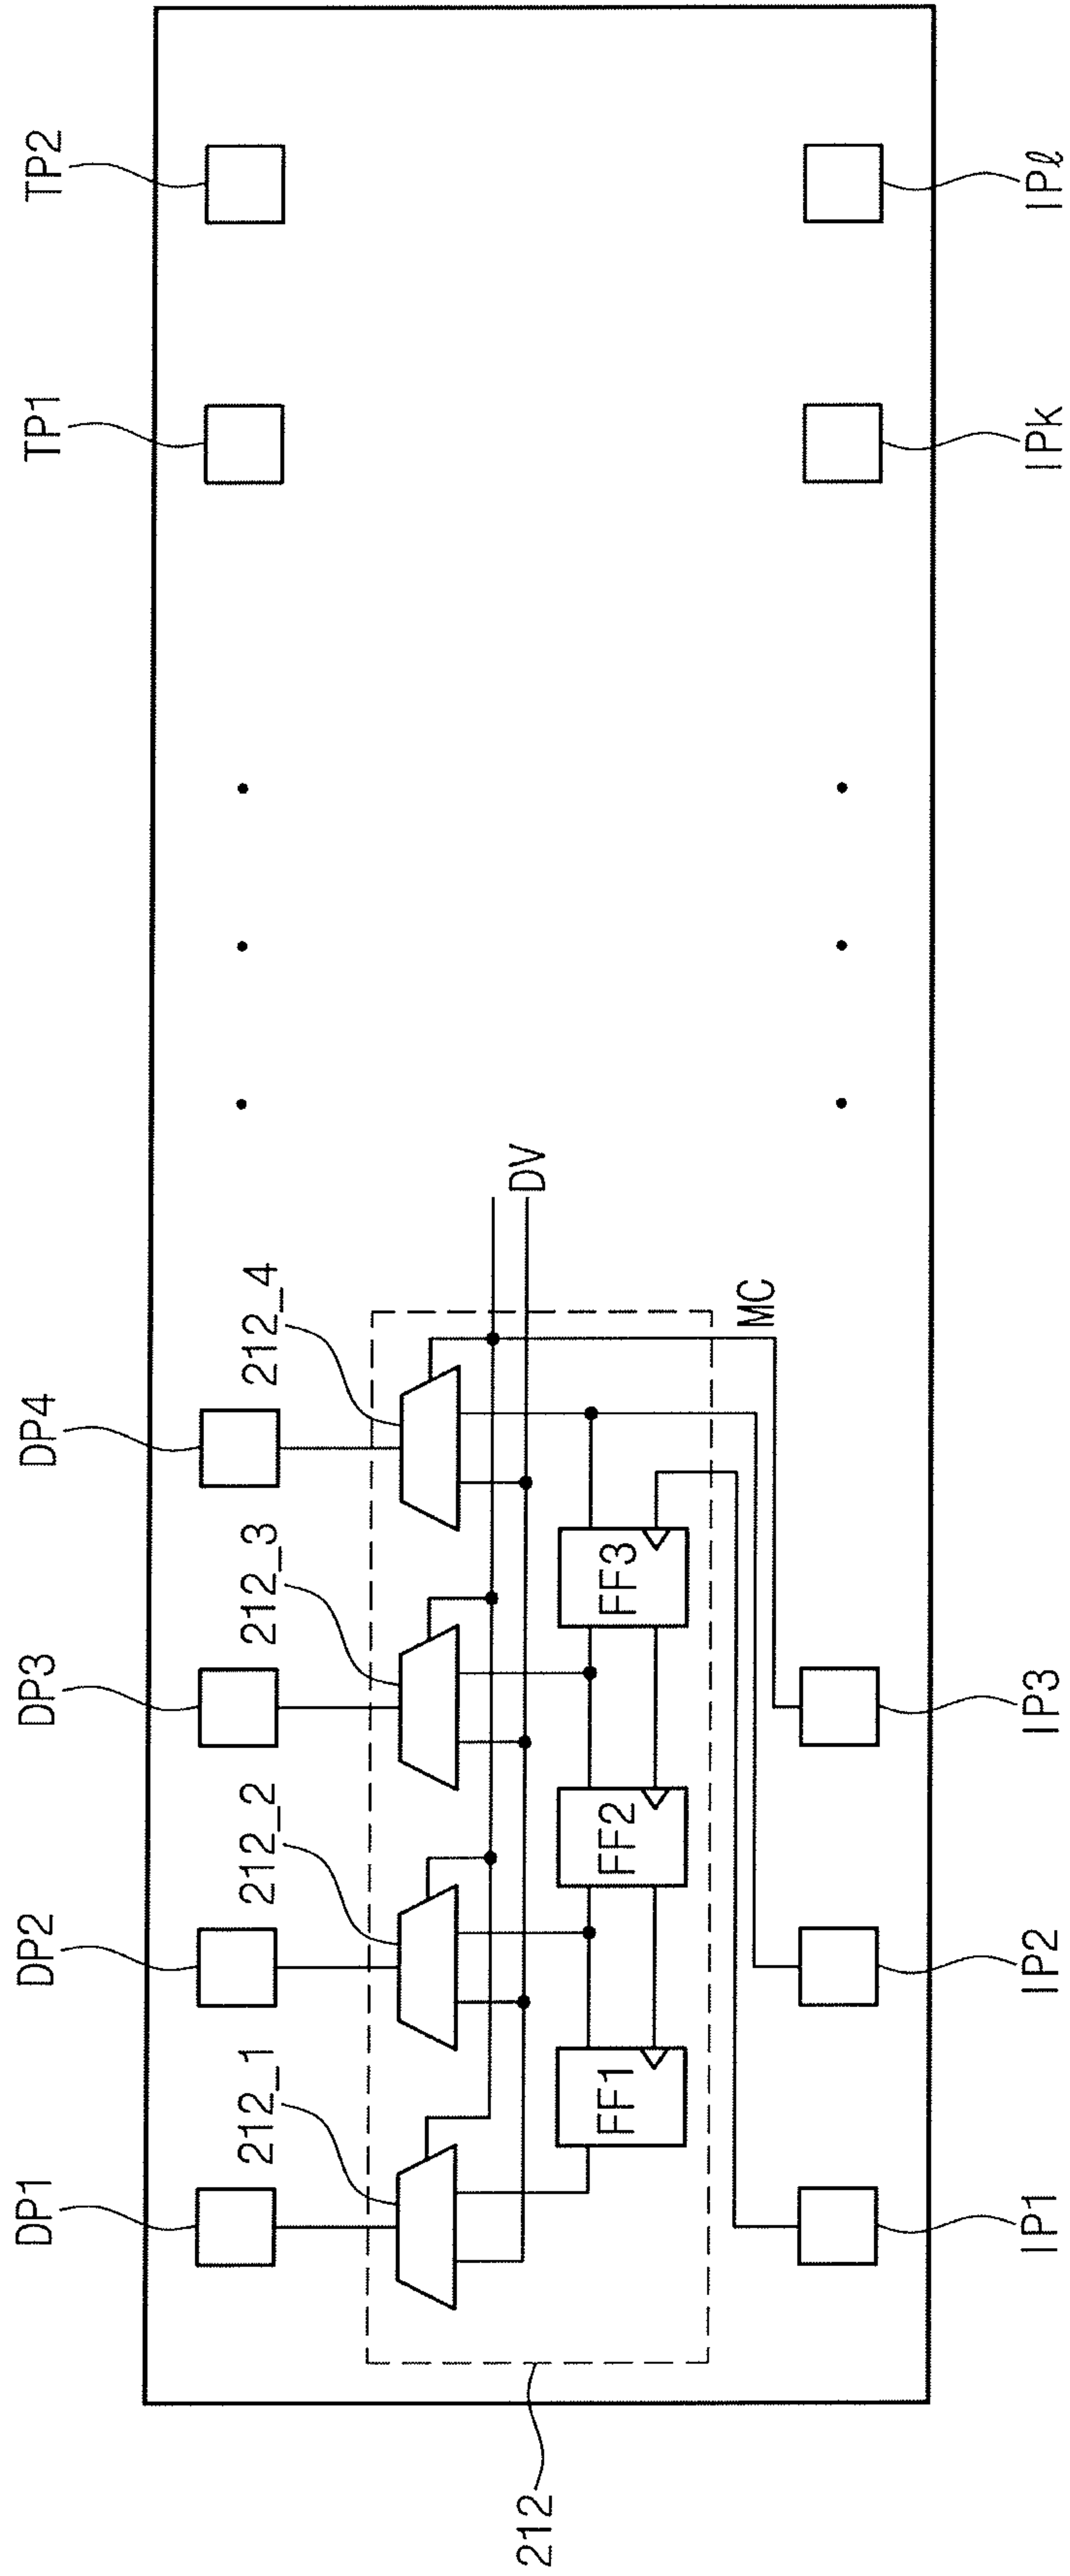 DP1
DP2
DP3
DP4
TP1
TP2
212_1
212_2
212_3
212_4
DV
FF1
FF2
FF3
MC
212
IP1
IP2
IP3
IPk
IPℓ